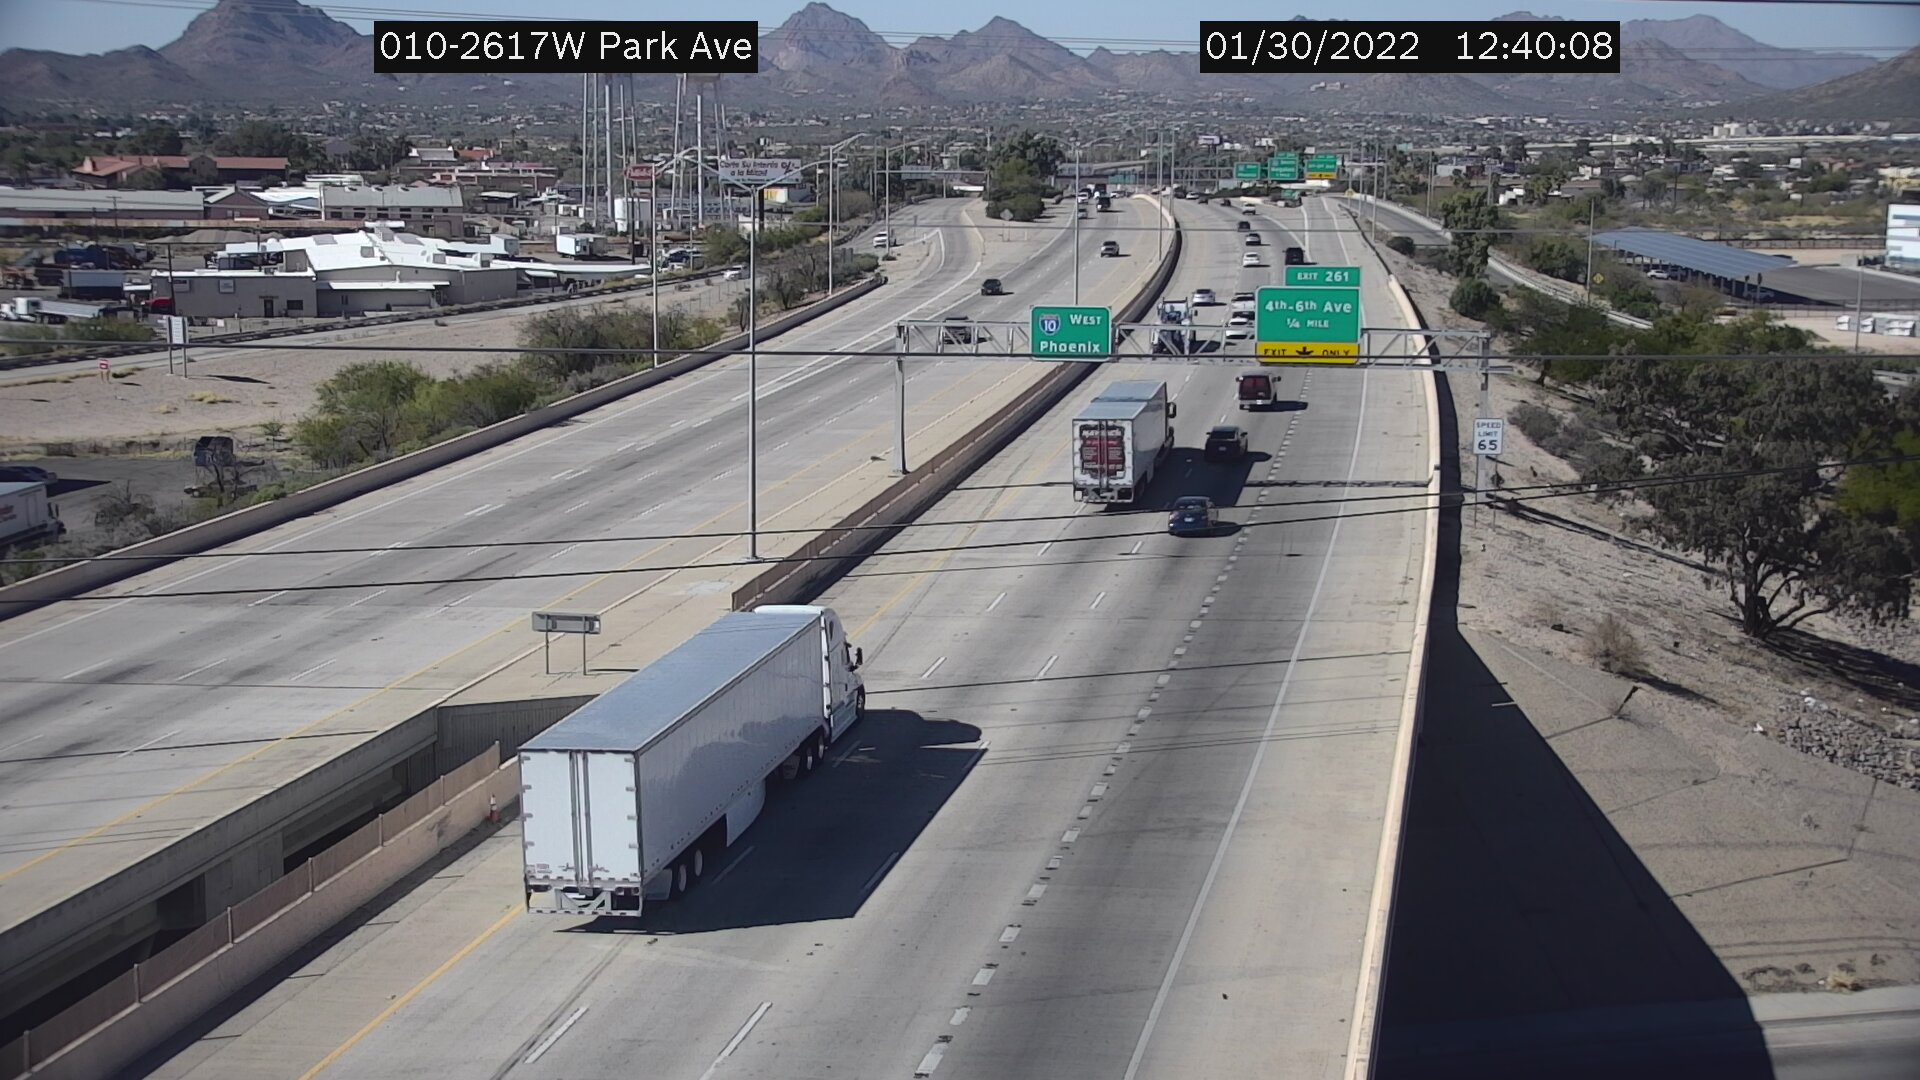 010-2617W Park Ave
01/30/2022 12:40:08
EXIT 261
4th-6th Ave
1/4 MILE
EXIT ONLY
10
WEST
Phoenix
SPEED
LIMIT
65